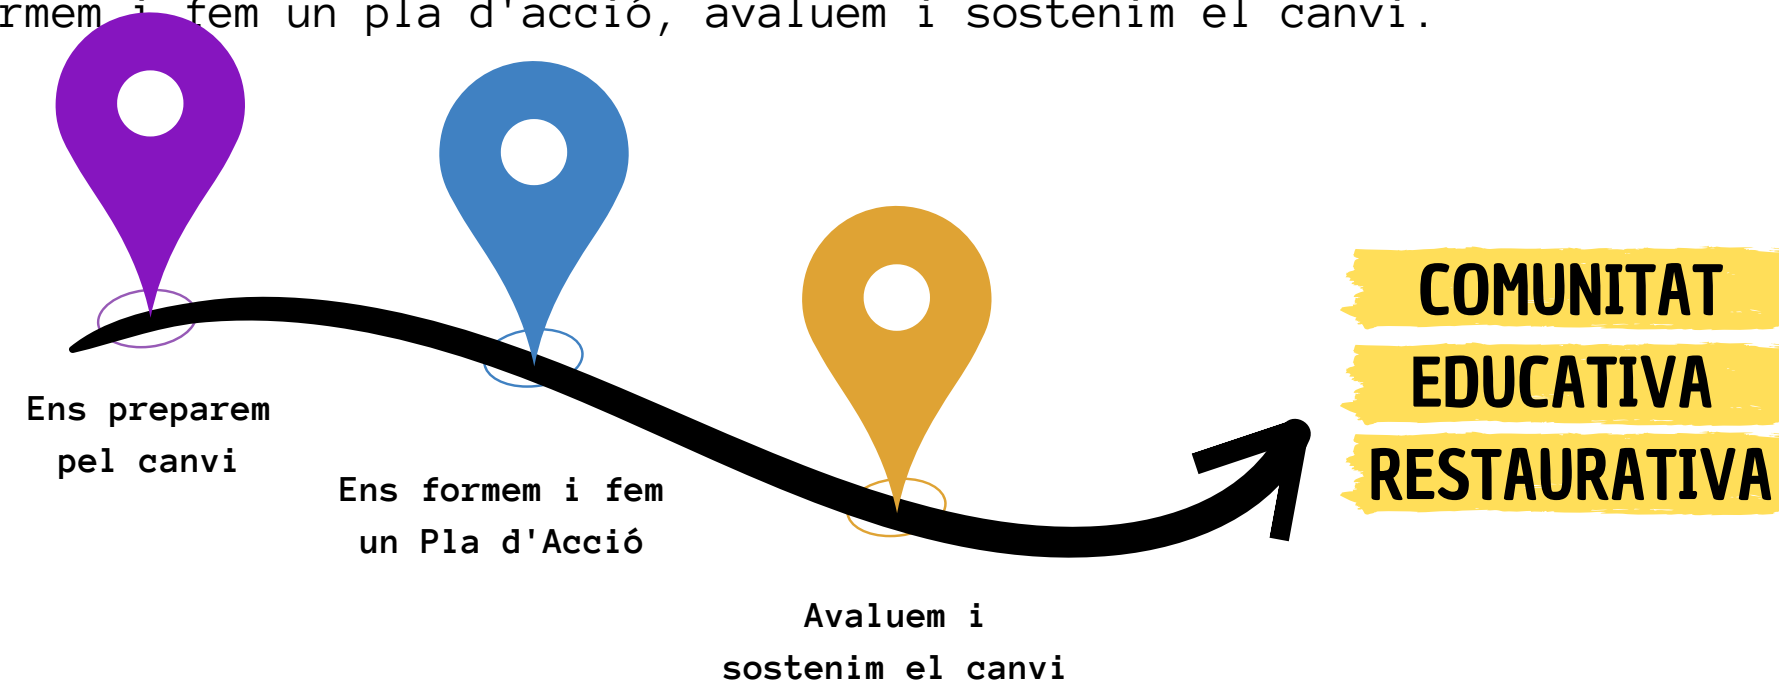 i fem un pla d'acció, avaluem i sostenim el canvi.
Ens preparem
pel canvi
Ens formem i fem
un Pla d'Acció
Avaluem i
sostenim el canvi
COMUNITAT
EDUCATIVA
RESTAURATIVA